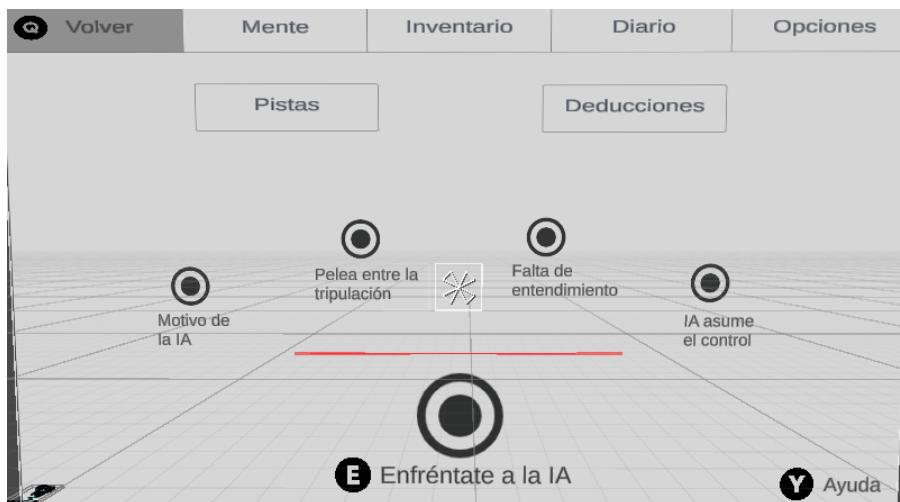 Q Volver Mente Inventario Diario Opciones
Pistas Deducciones
Pelea entre la
tripulación
Falta de
entendimiento
Motivo de
la IA
IA asume
el control
E Enfréntate a la IA
Y Ayuda